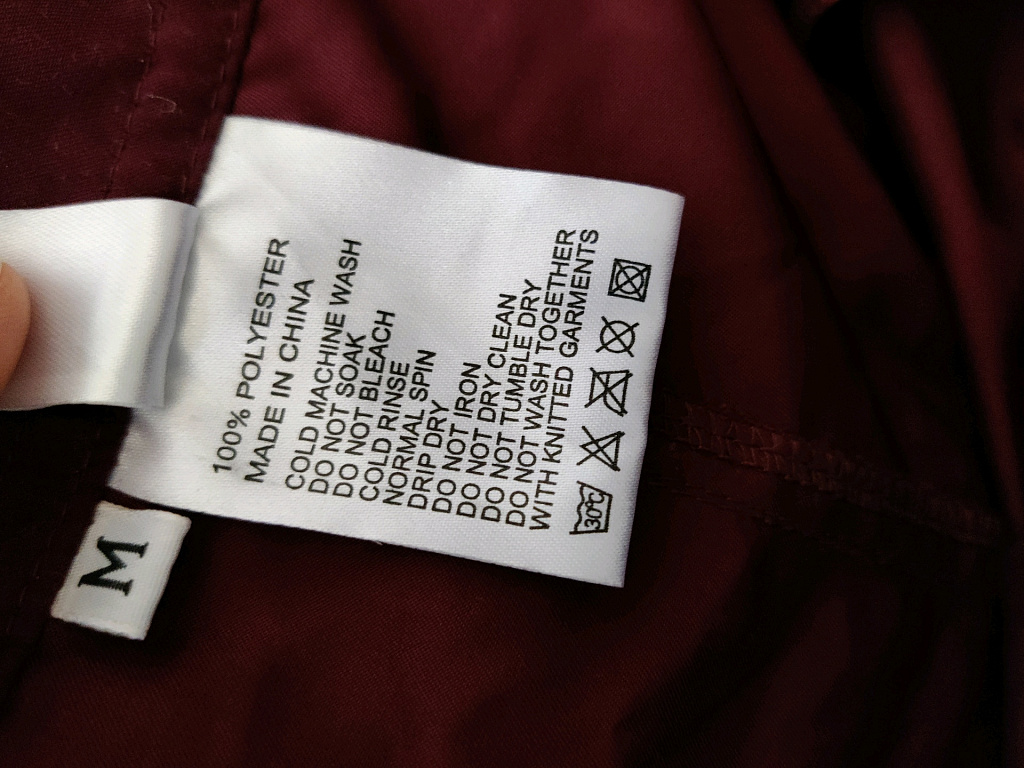 100% POLYESTER
MADE IN CHINA
COLD MACHINE WASH
DO NOT SOAK
DO NOT BLEACH
COLD RINSE
NORMAL SPIN
DRIP DRY
DO NOT IRON
DO NOT DRY CLEAN
DO NOT TUMBLE DRY
DO NOT WASH TOGETHER
WITH KNITTED GARMENTS
30°C
M